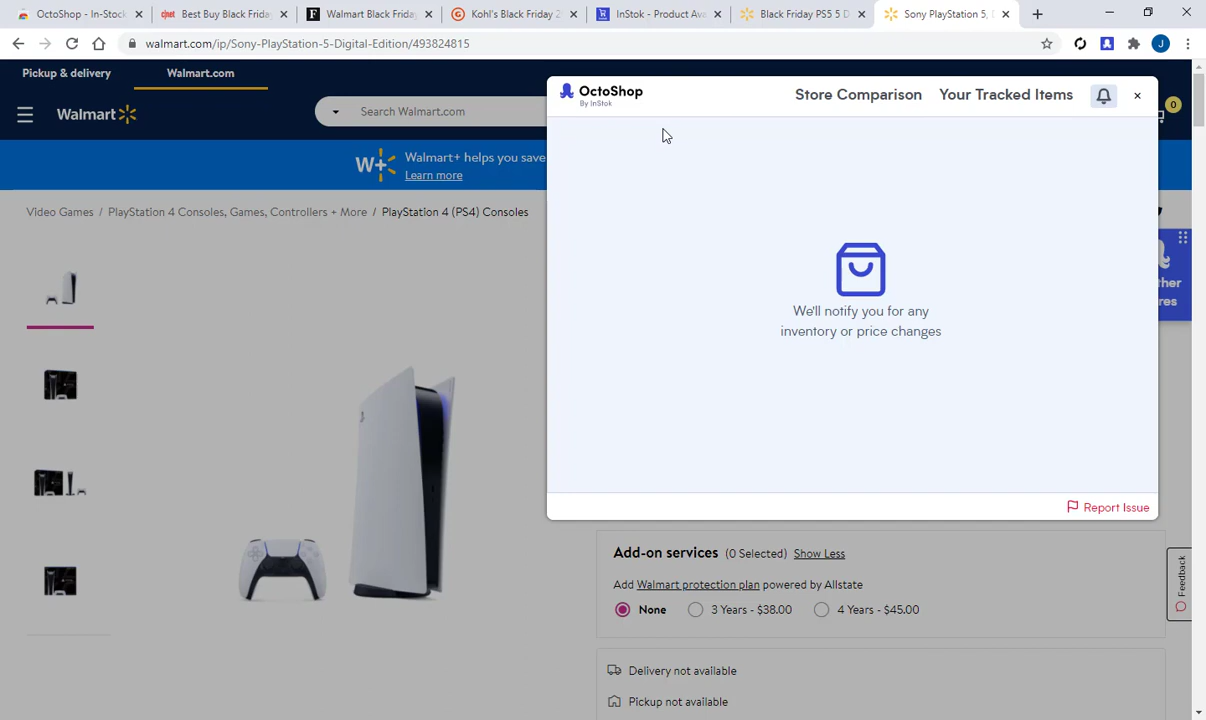 OctoShop - In-Stock
cnet
Best Buy Black Frida
Walmart Black Frida
Kohl's Black Friday 2
InStok - Product Ava
Black Friday PS5 5 D
Sony PlayStation 5,
walmart.com/ip/Sony-PlayStation-5-Digital-Edition/493824815
J
Pickup & delivery
Walmart.com
Walmart
Search Walmart.com
0
W+
Walmart+ helps you save
Learn more
Video Games / PlayStation 4 Consoles, Games, Controllers + More / PlayStation 4 (PS4) Consoles
OctoShop
By InStok
Store Comparison
Your Tracked Items
We'll notify you for any
inventory or price changes
Report Issue
ther
res
Add-on services (0 Selected) Show Less
Add Walmart protection plan powered by Allstate
None
3 Years - $38.00
4 Years - $45.00
Feedback
Delivery not available
Pickup not available